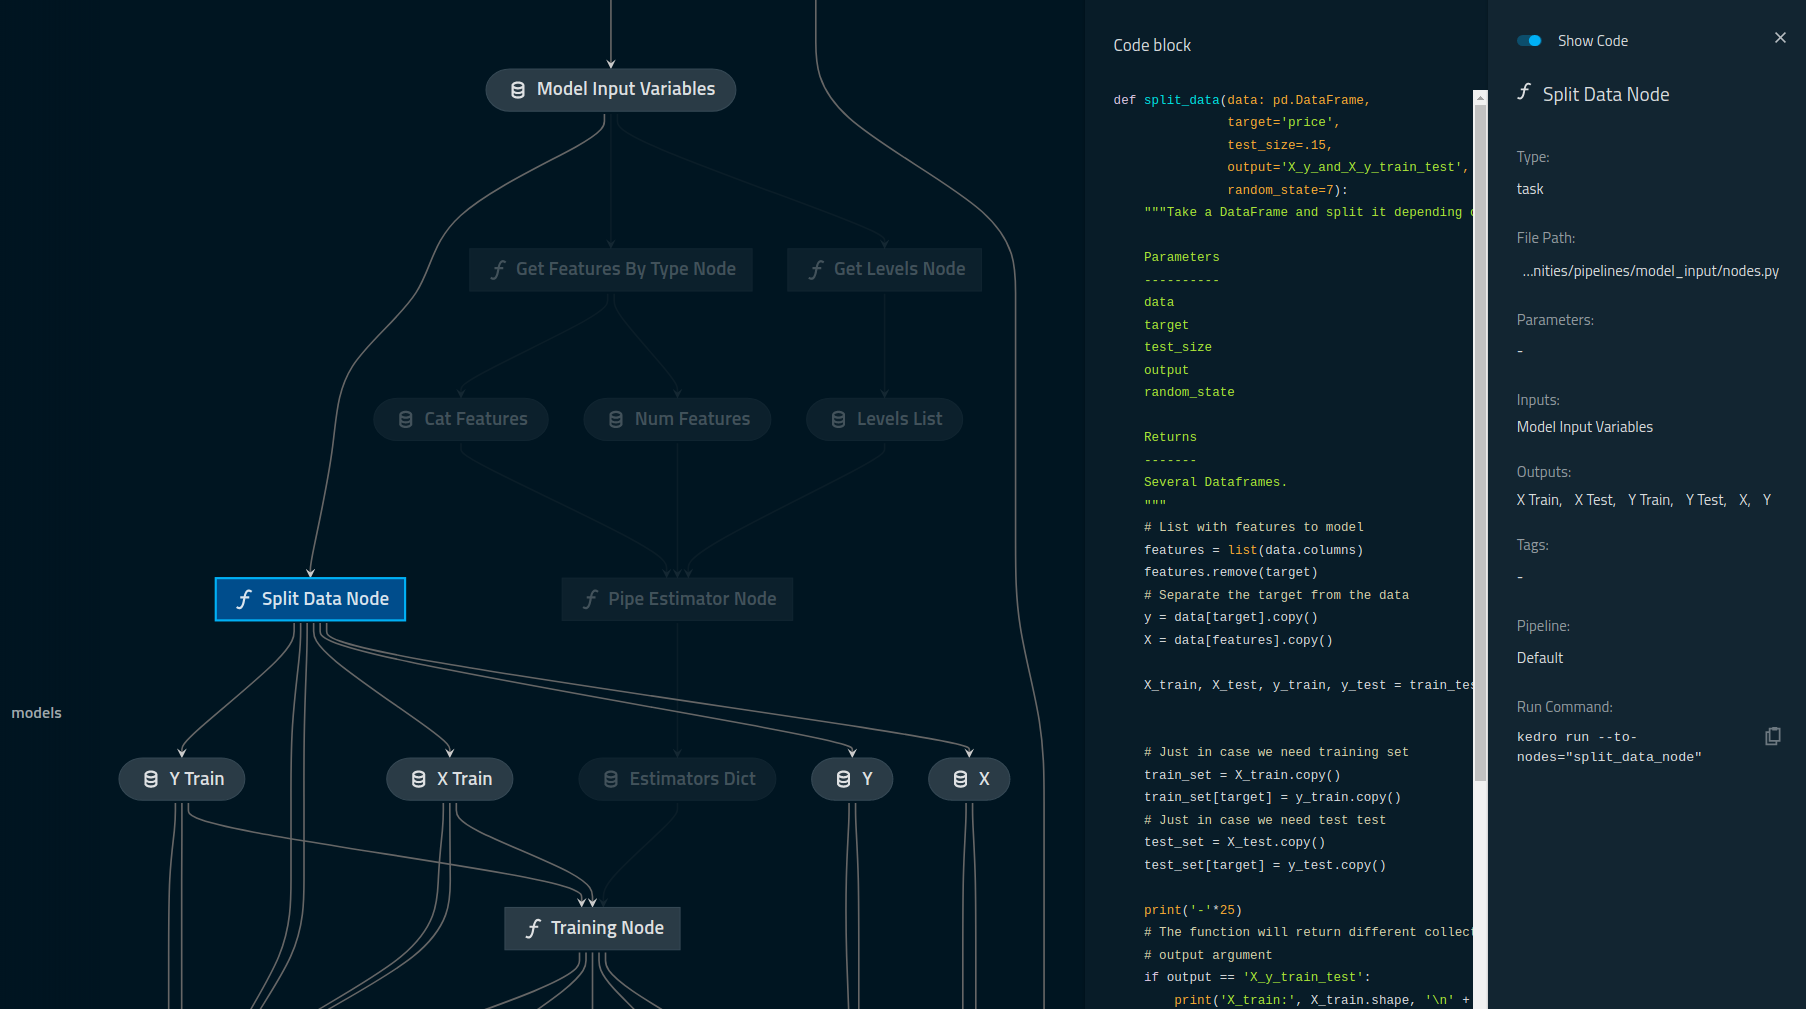 Model Input Variables
Get Features By Type Node
Get Levels Node
Cat Features
Num Features
Levels List
Split Data Node
Pipe Estimator Node
models
Y Train
X Train
Estimators Dict
Y
X
Training Node
Code block
def split_data(data: pd.DataFrame,
target='price',
test_size=.15,
output='X_y_and_X_y_train_test',
random_state=7):
"""Take a DataFrame and split it depending
Parameters
----------
data
target
test_size
output
random_state
Returns
-------
Several Dataframes.
"""
# List with features to model
features = list(data.columns)
features.remove(target)
# Separate the target from the data
y = data[target].copy()
X = data[features].copy()
X_train, X_test, y_train, y_test = train_tes
# Just in case we need training set
train_set = X_train.copy()
train_set[target] = y_train.copy()
# Just in case we need test test
test_set = X_test.copy()
test_set[target] = y_test.copy()
print('-'*25)
# The function will return different collect
# output argument
if output == 'X_y_train_test':
print('X_train:', X_train.shape, '\n' +
Show Code
Split Data Node
Type:
task
File Path:
...nities/pipelines/model_input/nodes.py
Parameters:
-
Inputs:
Model Input Variables
Outputs:
X Train, X Test, Y Train, Y Test, X, Y
Tags:
-
Pipeline:
Default
Run Command:
kedro run --to-
nodes="split_data_node"